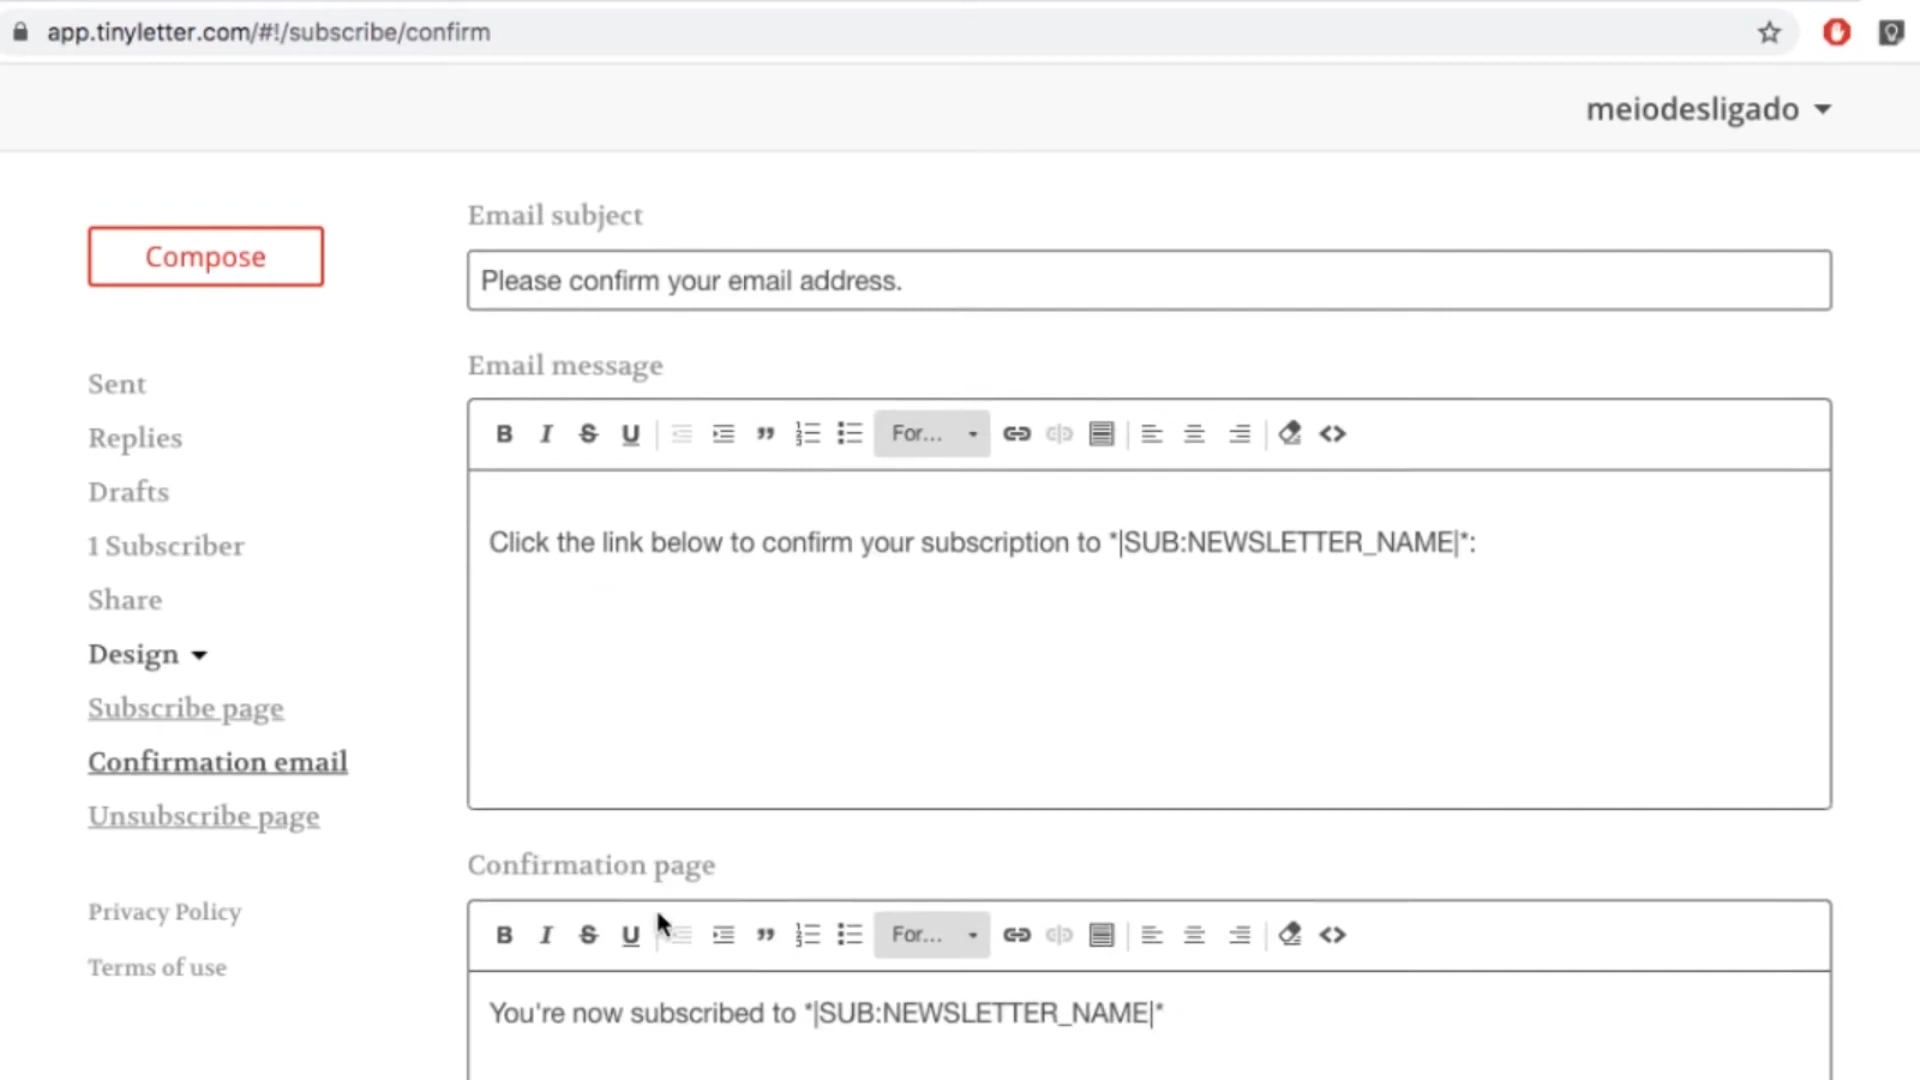 app.tinyletter.com/#!/subscribe/confirm
meiodesligado
Compose
Sent
Replies
Drafts
1 Subscriber
Share
Design
Subscribe page
Confirmation email
Unsubscribe page
Privacy Policy
Terms of use
Email subject
Please confirm your email address.
Email message
B I S U For...
Click the link below to confirm your subscription to *|SUB:NEWSLETTER_NAME|*:
Confirmation page
B I S U For...
You're now subscribed to *|SUB:NEWSLETTER_NAME|*